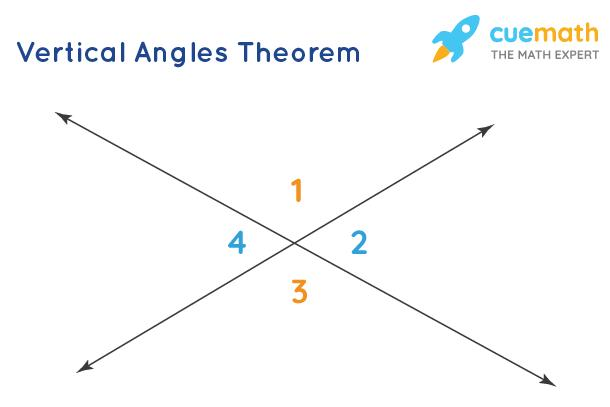 Vertical Angles Theorem
cuemath
THE MATH EXPERT
1
4 2
3